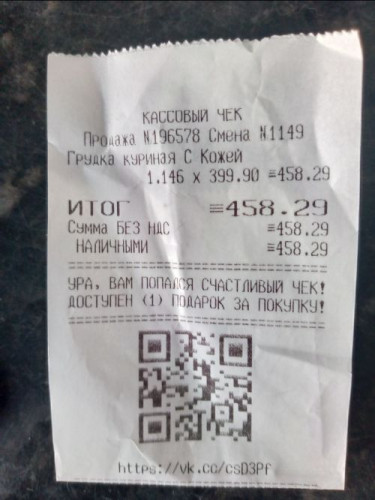 КАССОВЫЙ ЧЕК
Продажа N196578 Смена N1149
Грудка куриная С Кожей
1.146 x 399.90 =458.29
ИТОГ =458.29
Сумма БЕЗ НДС =458.29
НАЛИЧНЫМИ =458.29
УРА, ВАМ ПОПАЛСЯ СЧАСТЛИВЫЙ ЧЕК!
ДОСТУПЕН (1) ПОДАРОК ЗА ПОКУПКУ!
https://vk.cc/csD3Pf